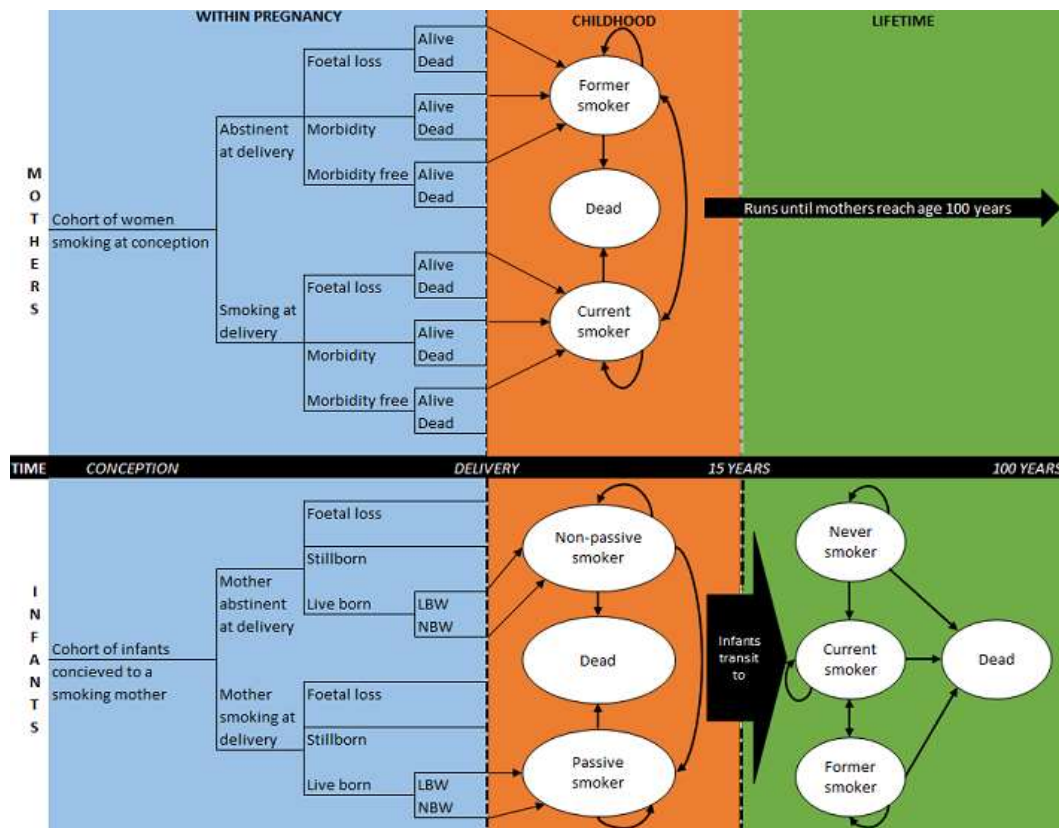 WITHIN PREGNANCY
CHILDHOOD
LIFETIME
MOTHERS
Cohort of women
smoking at conception
Abstinent
at delivery
Foetal loss
Alive
Dead
Morbidity
Alive
Dead
Morbidity free
Alive
Dead
Smoking at
delivery
Foetal loss
Alive
Dead
Morbidity
Alive
Dead
Morbidity free
Alive
Dead
Former
smoker
Dead
Current
smoker
Runs until mothers reach age 100 years
TIME CONCEPTION DELIVERY 15 YEARS 100 YEARS
INFANTS
Cohort of infants
concieved to a
smoking mother
Mother
abstinent
at delivery
Foetal loss
Stillborn
Live born
LBW
NBW
Mother
smoking at
delivery
Foetal loss
Stillborn
Live born
LBW
NBW
Non-passive
smoker
Dead
Passive
smoker
Infants
transit
to
Never
smoker
Current
smoker
Dead
Former
smoker